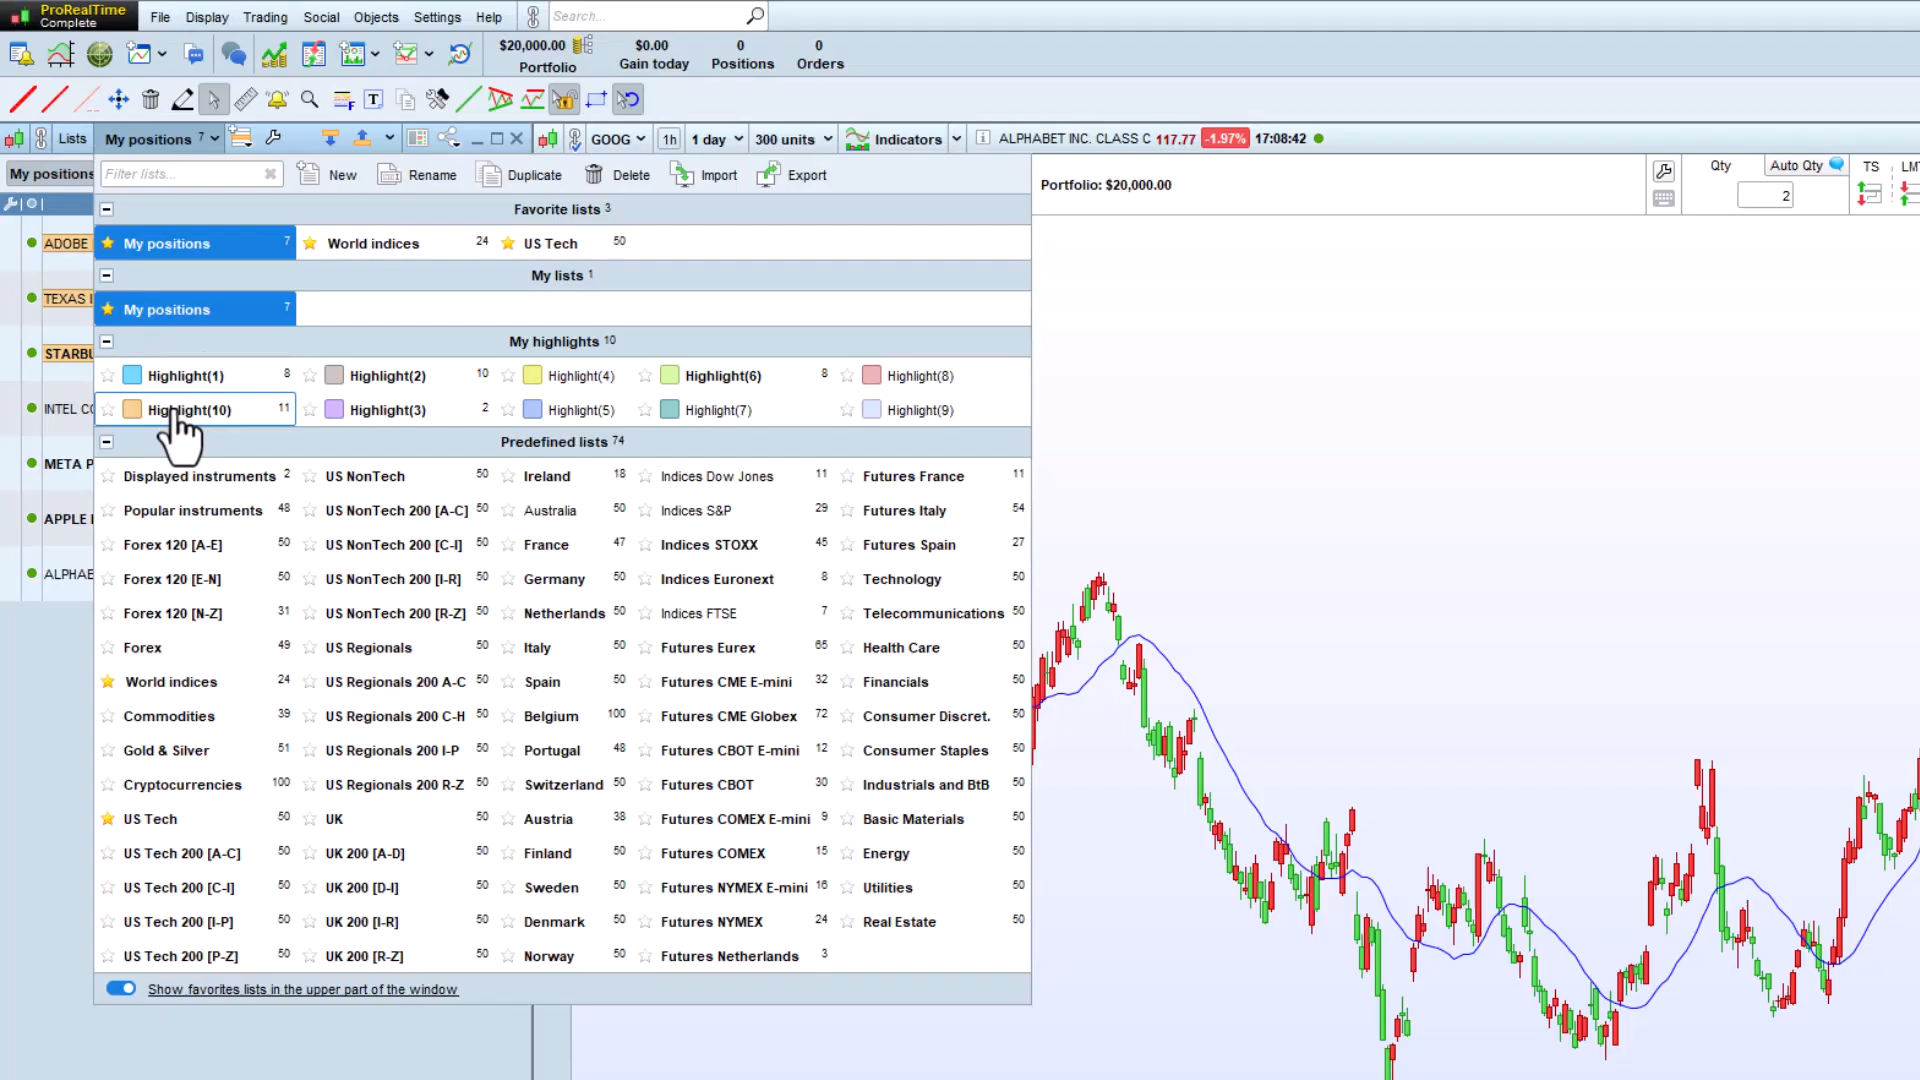 ProRealTime
Complete
File Display Trading Social Objects Settings Help
Search...
$20,000.00 $0.00 0 0
Portfolio Gain today Positions Orders
Lists My positions 7
GOOG 1h 1 day 300 units Indicators
ALPHABET INC. CLASS C 117.77 -1.97% 17:08:42
My positions
Filter lists... New Rename Duplicate Delete Import Export
Portfolio: $20,000.00
Qty Auto Qty TS
2
Favorite lists 3
My positions 7 World indices 24 US Tech 50
My lists 1
My positions 7
My highlights 10
Highlight(1) 8 Highlight(2) 10 Highlight(4) Highlight(6) 8 Highlight(8)
Highlight(10) 11 Highlight(3) 2 Highlight(5) Highlight(7) Highlight(9)
Predefined lists 74
Displayed instruments 2 US NonTech 50 Ireland 18 Indices Dow Jones 11 Futures France 11
Popular instruments 48 US NonTech 200 [A-C] 50 Australia 50 Indices S&P 29 Futures Italy 54
Forex 120 [A-E] 50 US NonTech 200 [C-I] 50 France 47 Indices STOXX 45 Futures Spain 27
Forex 120 [E-N] 50 US NonTech 200 [I-R] 50 Germany 50 Indices Euronext 8 Technology 50
Forex 120 [N-Z] 31 US NonTech 200 [R-Z] 50 Netherlands 50 Indices FTSE 7 Telecommunications 50
Forex 49 US Regionals 50 Italy 50 Futures Eurex 65 Health Care 50
World indices 24 US Regionals 200 A-C 50 Spain 50 Futures CME E-mini 32 Financials 50
Commodities 39 US Regionals 200 C-H 50 Belgium 100 Futures CME Globex 72 Consumer Discret. 50
Gold & Silver 51 US Regionals 200 I-P 50 Portugal 48 Futures CBOT E-mini 12 Consumer Staples 50
Cryptocurrencies 100 US Regionals 200 R-Z 50 Switzerland 50 Futures CBOT 30 Industrials and BtB 50
US Tech 50 UK 50 Austria 38 Futures COMEX E-mini 9 Basic Materials 50
US Tech 200 [A-C] 50 UK 200 [A-D] 50 Finland 50 Futures COMEX 15 Energy 50
US Tech 200 [C-I] 50 UK 200 [D-I] 50 Sweden 50 Futures NYMEX E-mini 16 Utilities 50
US Tech 200 [I-P] 50 UK 200 [I-R] 50 Denmark 50 Futures NYMEX 24 Real Estate 50
US Tech 200 [P-Z] 50 UK 200 [R-Z] 50 Norway 50 Futures Netherlands 3
Show favorites lists in the upper part of the window
ADOBE
TEXAS I
STARBU
INTEL CO
META P
APPLE I
ALPHAE